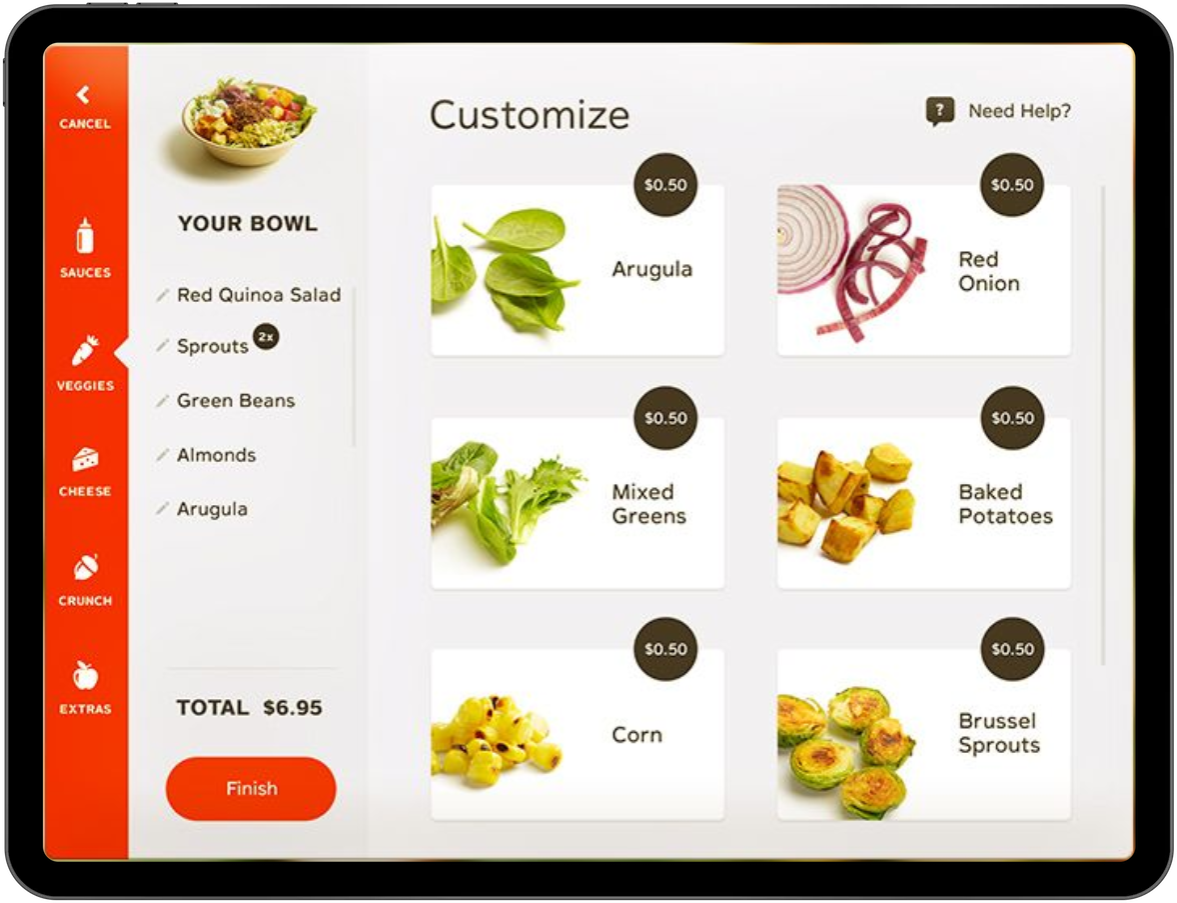 CANCEL
SAUCES
VEGGIES
CHEESE
CRUNCH
EXTRAS
YOUR BOWL
Red Quinoa Salad
Sprouts 2x
Green Beans
Almonds
Arugula
TOTAL $6.95
Finish
Customize
? Need Help?
$0.50
Arugula
$0.50
Red
Onion
$0.50
Mixed
Greens
$0.50
Baked
Potatoes
$0.50
Corn
$0.50
Brussel
Sprouts